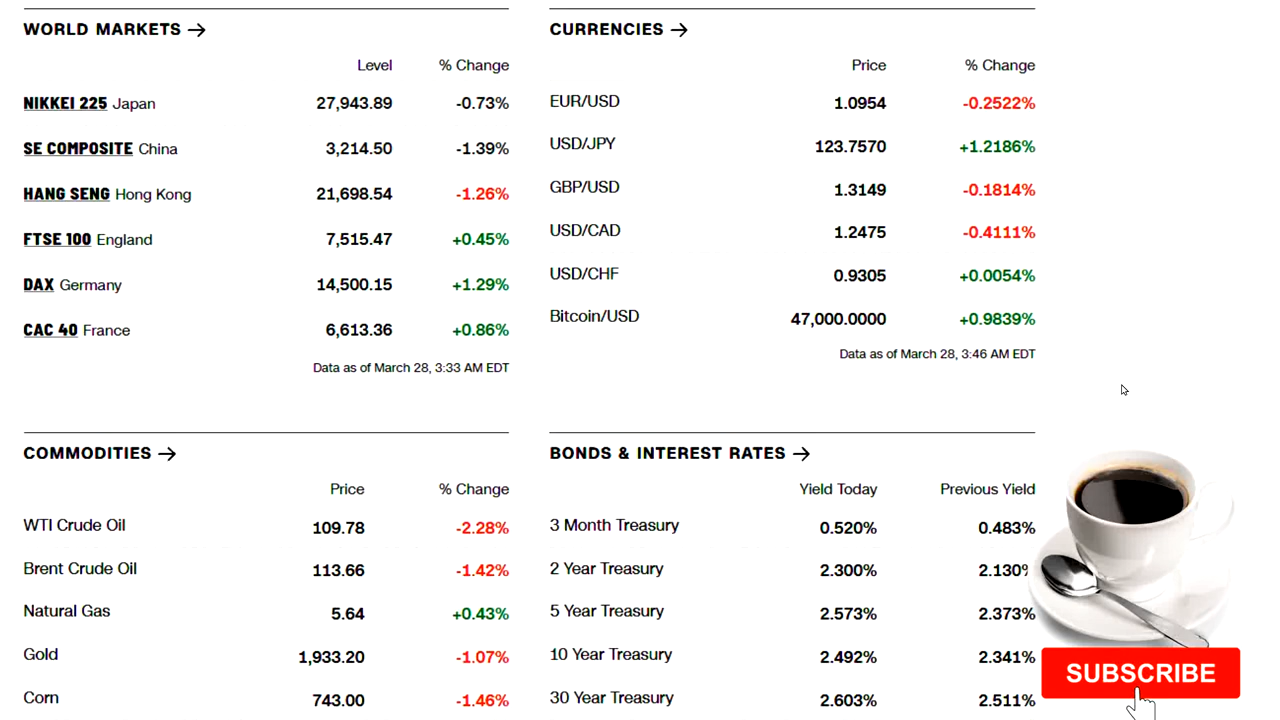 WORLD MARKETS →
Level % Change
NIKKEI 225 Japan 27,943.89 -0.73%
SE COMPOSITE China 3,214.50 -1.39%
HANG SENG Hong Kong 21,698.54 -1.26%
FTSE 100 England 7,515.47 +0.45%
DAX Germany 14,500.15 +1.29%
CAC 40 France 6,613.36 +0.86%
Data as of March 28, 3:33 AM EDT
CURRENCIES →
Price % Change
EUR/USD 1.0954 -0.2522%
USD/JPY 123.7570 +1.2186%
GBP/USD 1.3149 -0.1814%
USD/CAD 1.2475 -0.4111%
USD/CHF 0.9305 +0.0054%
Bitcoin/USD 47,000.0000 +0.9839%
Data as of March 28, 3:46 AM EDT
COMMODITIES →
Price % Change
WTI Crude Oil 109.78 -2.28%
Brent Crude Oil 113.66 -1.42%
Natural Gas 5.64 +0.43%
Gold 1,933.20 -1.07%
Corn 743.00 -1.46%
BONDS & INTEREST RATES →
Yield Today Previous Yield
3 Month Treasury 0.520% 0.483%
2 Year Treasury 2.300% 2.130%
5 Year Treasury 2.573% 2.373%
10 Year Treasury 2.492% 2.341%
30 Year Treasury 2.603% 2.511%
SUBSCRIBE